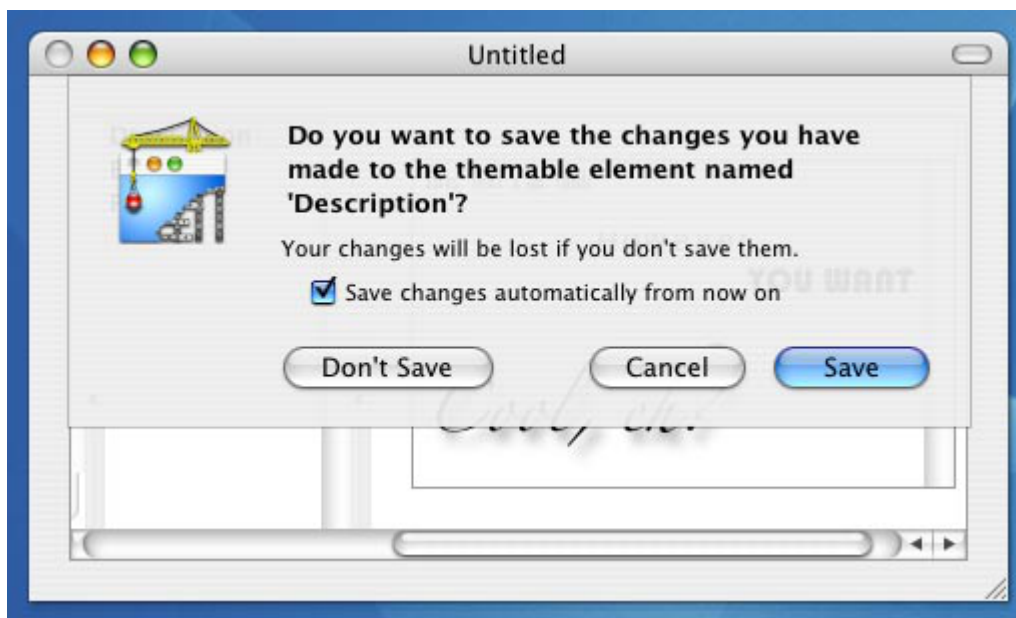 Untitled
Do you want to save the changes you have
made to the themable element named
'Description'?
Your changes will be lost if you don't save them.
YOU WANT
Save changes automatically from now on
Don't Save
Cancel
Save
Cool, eh?